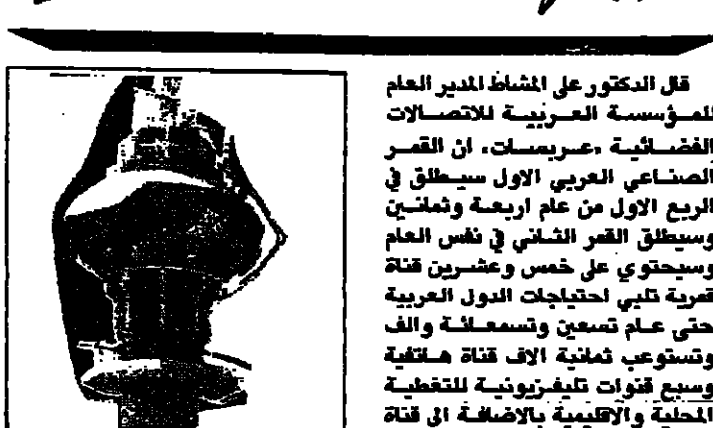 قال الدكتور على المشاط المدير العام
للمؤسسة العربية للاتصالات
الفضائية «عربسات» ان القمر
الصناعي العربي الاول سيطلق في
الربع الاول من عام اربعة وثمانين
وسيطلق القمر الثاني في نفس العام
وسيحتوي على خمس وعشرين قناة
قمرية تلبي احتياجات الدول العربية
حتى عام تسعين وتسعمائة والف
وتستوعب ثمانية الاف قناة هاتفية
وسبع قنوات تليفزيونية للتغطية
المحلية والاقليمية بالاضافة الى قناة